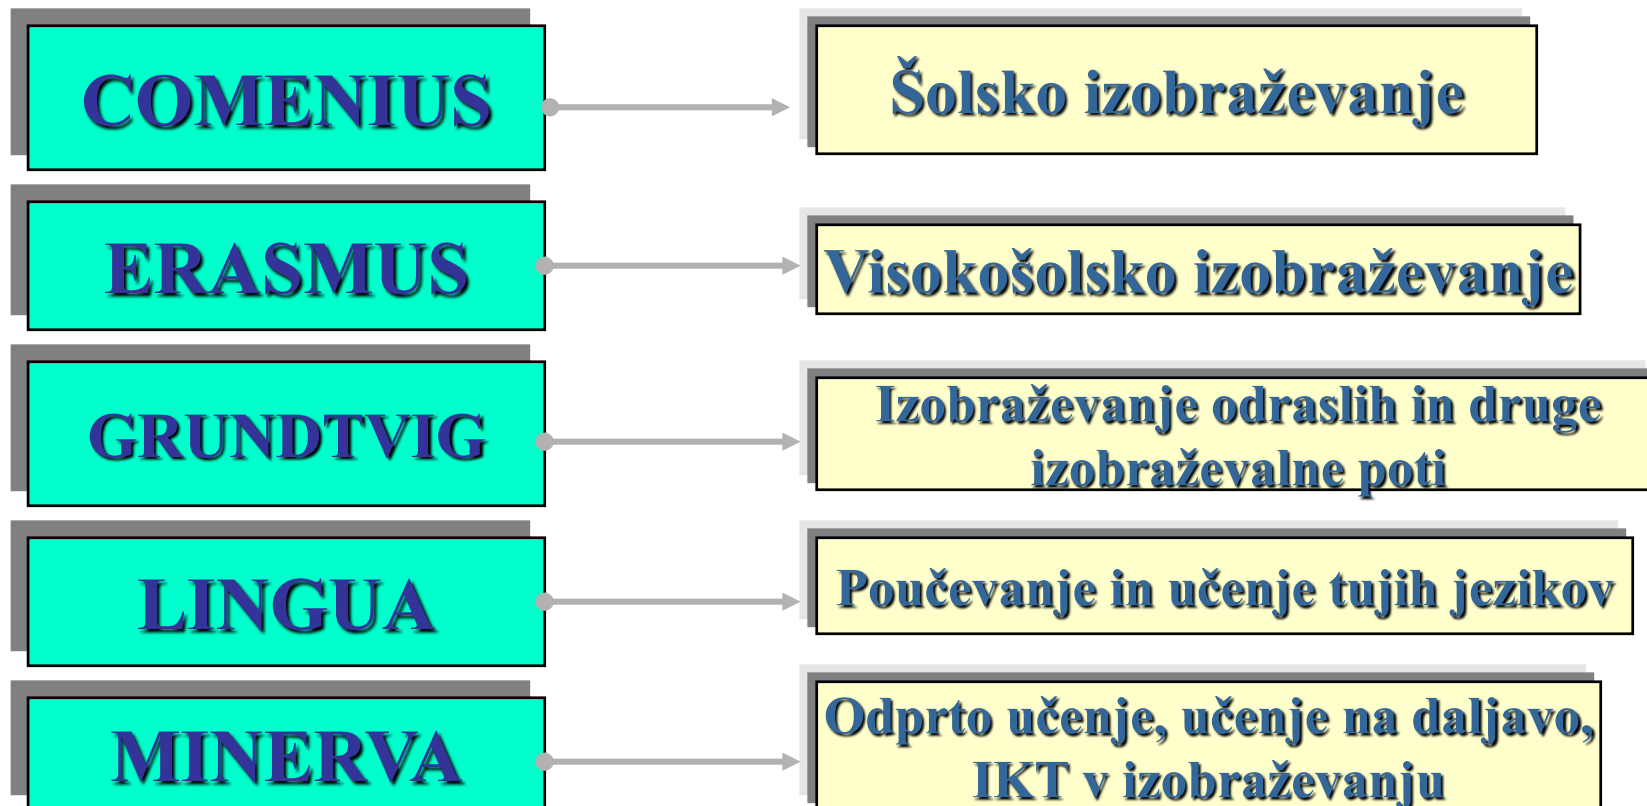 COMENIUS
Šolsko izobraževanje
ERASMUS
Visokošolsko izobraževanje
GRUNDTVIG
Izobraževanje odraslih in druge
izobraževalne poti
LINGUA
Poučevanje in učenje tujih jezikov
MINERVA
Odprto učenje, učenje na daljavo,
IKT v izobraževanju